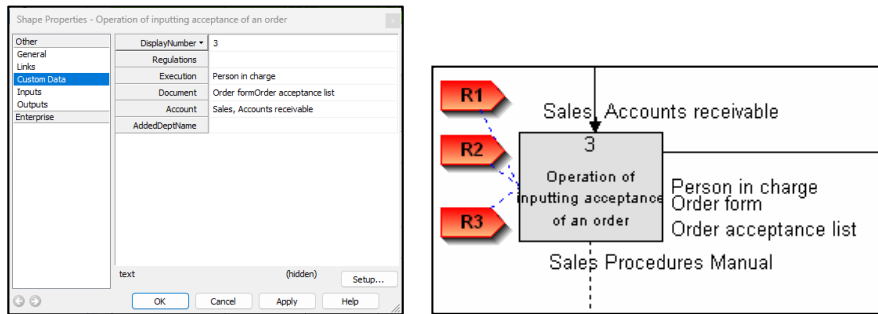 Shape Properties - Operation of inputting acceptance of an order
Other
General
Links
Custom Data
Inputs
Outputs
Enterprise
DisplayNumber 3
Regulations
Execution Person in charge
Document Order formOrder acceptance list
Account Sales, Accounts receivable
AddedDeptName
text (hidden)
Setup...
OK Cancel Apply Help
R1
R2
R3
Sales, Accounts receivable
3
Operation of
inputting acceptance
of an order
Person in charge
Order form
Order acceptance list
Sales Procedures Manual